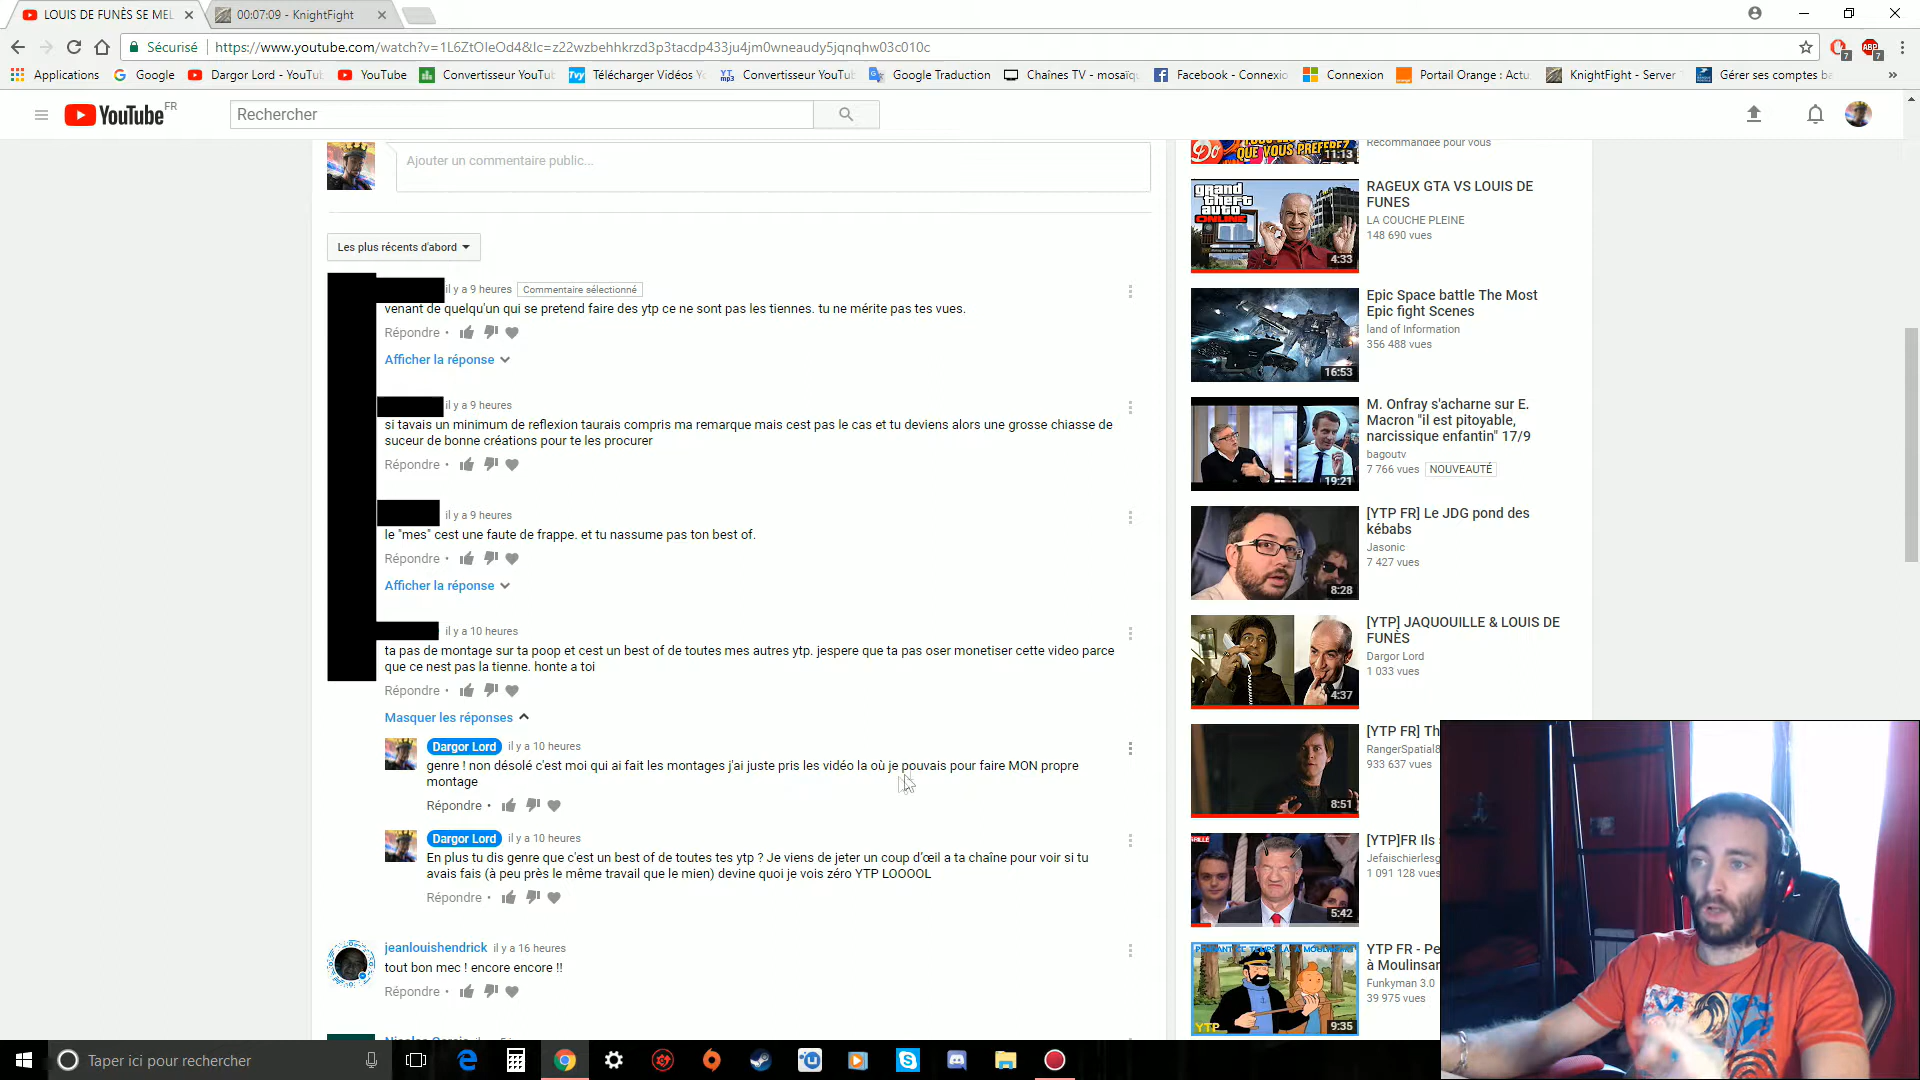 LOUIS DE FUNÈS SE MEL
00:07:09 - KnightFight
Sécurisé
https://www.youtube.com/watch?v=1L6ZtOIeOd4&lc=z22wzbehhkrzd3p3tacdp433ju4jm0wneaudy5jqnqhw03c010c
7
ABP
7
Applications
Google
Dargor Lord - YouTu
YouTube
Convertisseur YouTu
Télécharger Vidéos Y
Convertisseur YouTu
Google Traduction
Chaînes TV - mosaïq
Facebook - Connexio
Connexion
Portail Orange : Actu
KnightFight - Server
Gérer ses comptes ba
YouTube FR
Rechercher
Ajouter un commentaire public...
Les plus récents d'abord
il y a 9 heures
Commentaire sélectionné
venant de quelqu'un qui se pretend faire des ytp ce ne sont pas les tiennes. tu ne mérite pas tes vues.
Répondre
Afficher la réponse
il y a 9 heures
si tavais un minimum de reflexion taurais compris ma remarque mais cest pas le cas et tu deviens alors une grosse chiasse de
suceur de bonne créations pour te les procurer
Répondre
il y a 9 heures
le "mes" cest une faute de frappe. et tu nassume pas ton best of.
Répondre
Afficher la réponse
il y a 10 heures
ta pas de montage sur ta poop et cest un best of de toutes mes autres ytp. jespere que ta pas oser monetiser cette video parce
que ce nest pas la tienne. honte a toi
Répondre
Masquer les réponses
Dargor Lord il y a 10 heures
genre ! non désolé c'est moi qui ai fait les montages j'ai juste pris les vidéo la où je pouvais pour faire MON propre
montage
Répondre
Dargor Lord il y a 10 heures
En plus tu dis genre que c'est un best of de toutes tes ytp ? Je viens de jeter un coup d'œil a ta chaîne pour voir si tu
avais fais (à peu près le même travail que le mien) devine quoi je vois zéro YTP LOOOOL
Répondre
jeanlouishendrick il y a 16 heures
tout bon mec ! encore encore !!
Répondre
QUE VOUS PREFEREZ
11:13
Recommandée pour vous
grand theft auto
ONLINE
4:33
RAGEUX GTA VS LOUIS DE
FUNES
LA COUCHE PLEINE
148 690 vues
16:53
Epic Space battle The Most
Epic fight Scenes
land of Information
356 488 vues
19:21
M. Onfray s'acharne sur E.
Macron "il est pitoyable,
narcissique enfantin" 17/9
bagoutv
7 766 vues NOUVEAUTÉ
8:28
[YTP FR] Le JDG pond des
kébabs
Jasonic
7 427 vues
4:37
[YTP] JAQUOUILLE & LOUIS DE
FUNÈS
Dargor Lord
1 033 vues
8:51
[YTP FR] Th
RangerSpatial8
933 637 vues
5:42
[YTP]FR Ils s
Jefaischierlesg
1 091 128 vues
YTP
9:35
YTP FR - Pe
à Moulinsar
Funkyman 3.0
39 975 vues
Taper ici pour rechercher